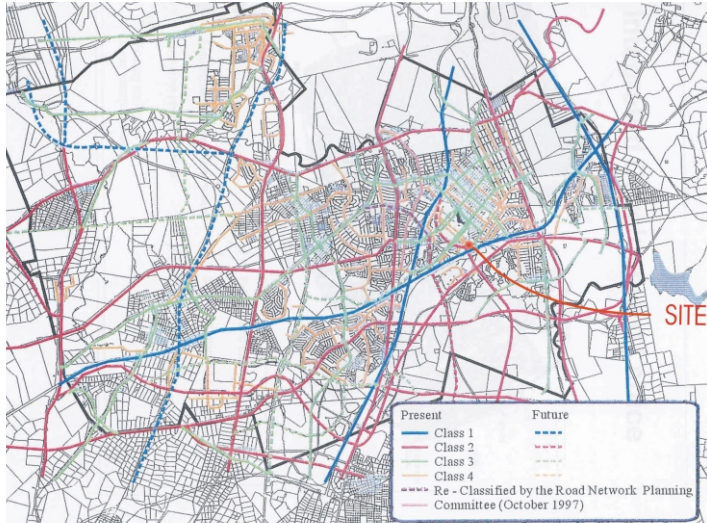 SITE
Present Future
Class 1
Class 2
Class 3
Class 4
Re - Classified by the Road Network Planning
Committee (October 1997)